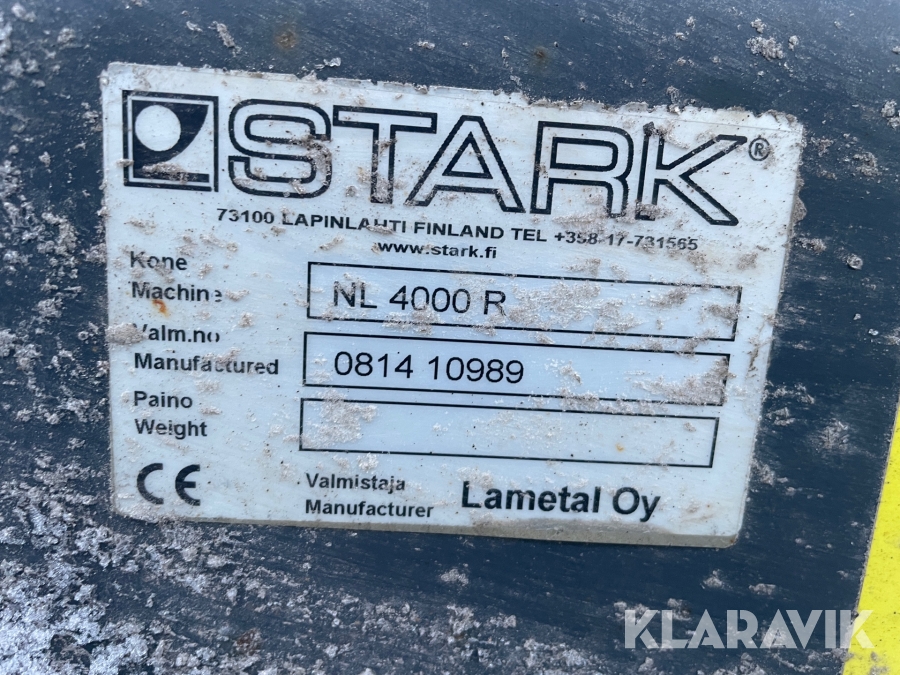 STARK®
73100 LAPINLAHTI FINLAND TEL +358-17-731565
www.stark.fi
Kone
Machine
NL 4000 R
Valm.no
Manufactured
0814 10989
Paino
Weight
CE
Valmistaja
Manufacturer
Lametal Oy
KLARAVIK